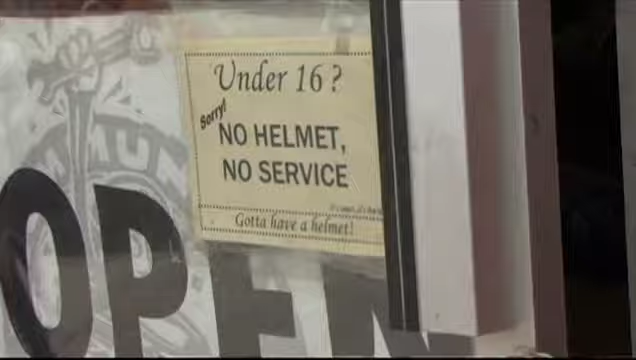 Under 16?
Sorry!
NO HELMET,
NO SERVICE
Gotta have a helmet!
OPEN